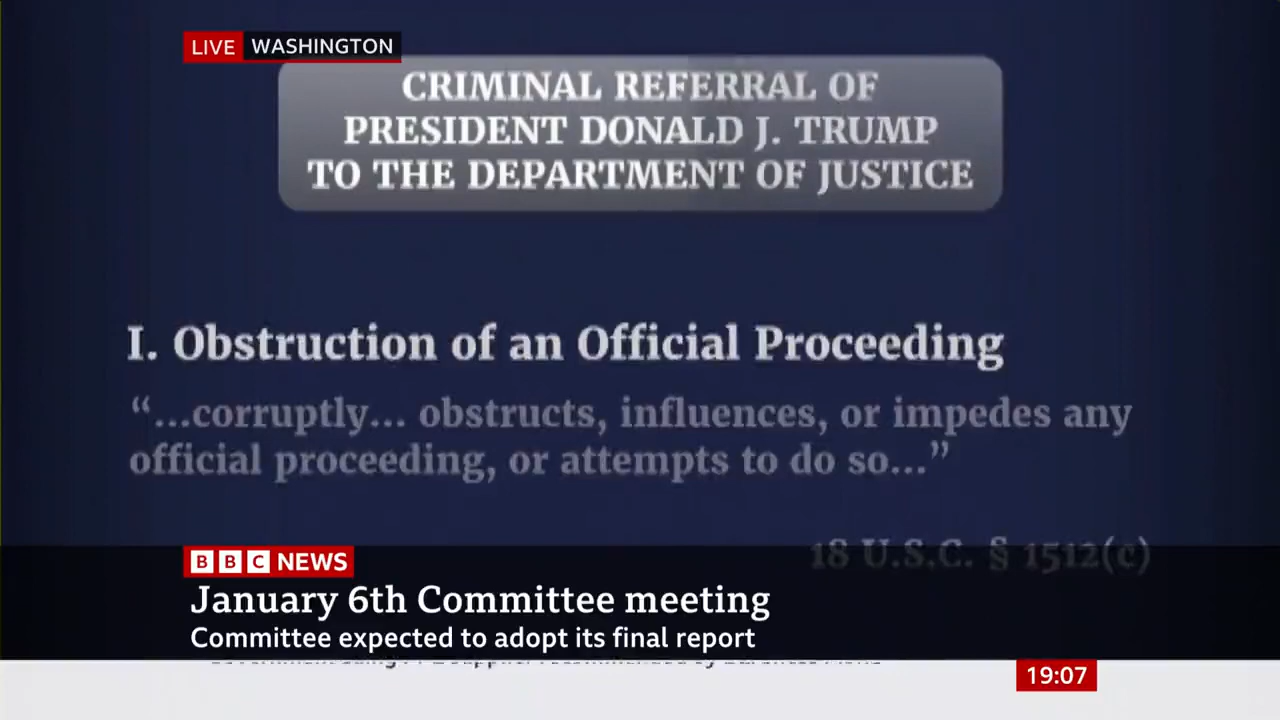 LIVE WASHINGTON
CRIMINAL REFERRAL OF
PRESIDENT DONALD J. TRUMP
TO THE DEPARTMENT OF JUSTICE
I. Obstruction of an Official Proceeding
“...corruptly... obstructs, influences, or impedes any
official proceeding, or attempts to do so...”
18 U.S.C. § 1512(c)
BBC NEWS
January 6th Committee meeting
Committee expected to adopt its final report
19:07